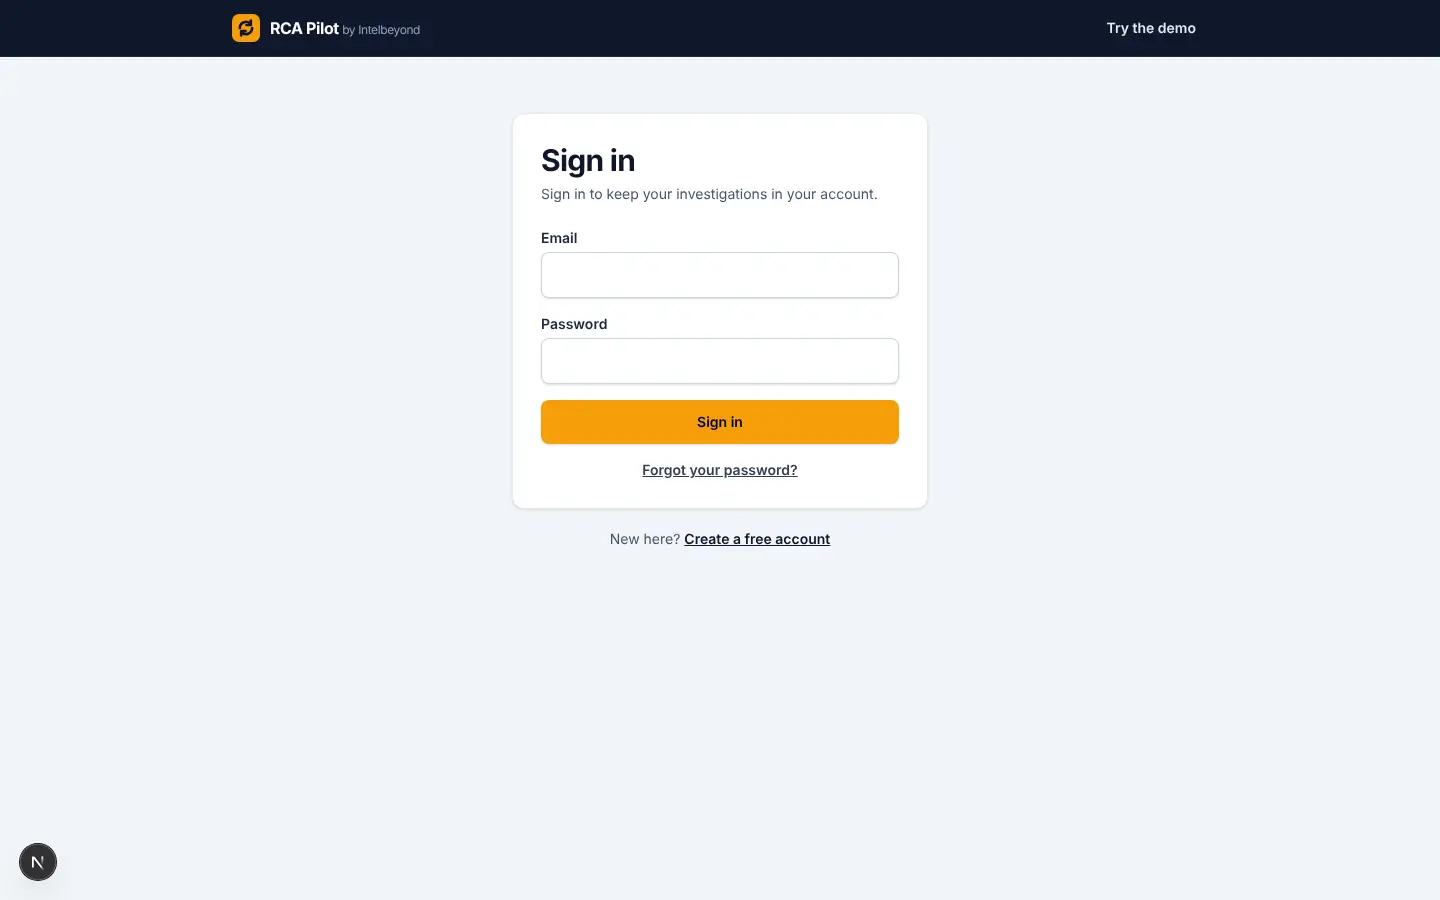 RCA Pilot by Intelbeyond
Try the demo
Sign in
Sign in to keep your investigations in your account.
Email
Password
Sign in
Forgot your password?
New here? Create a free account
N